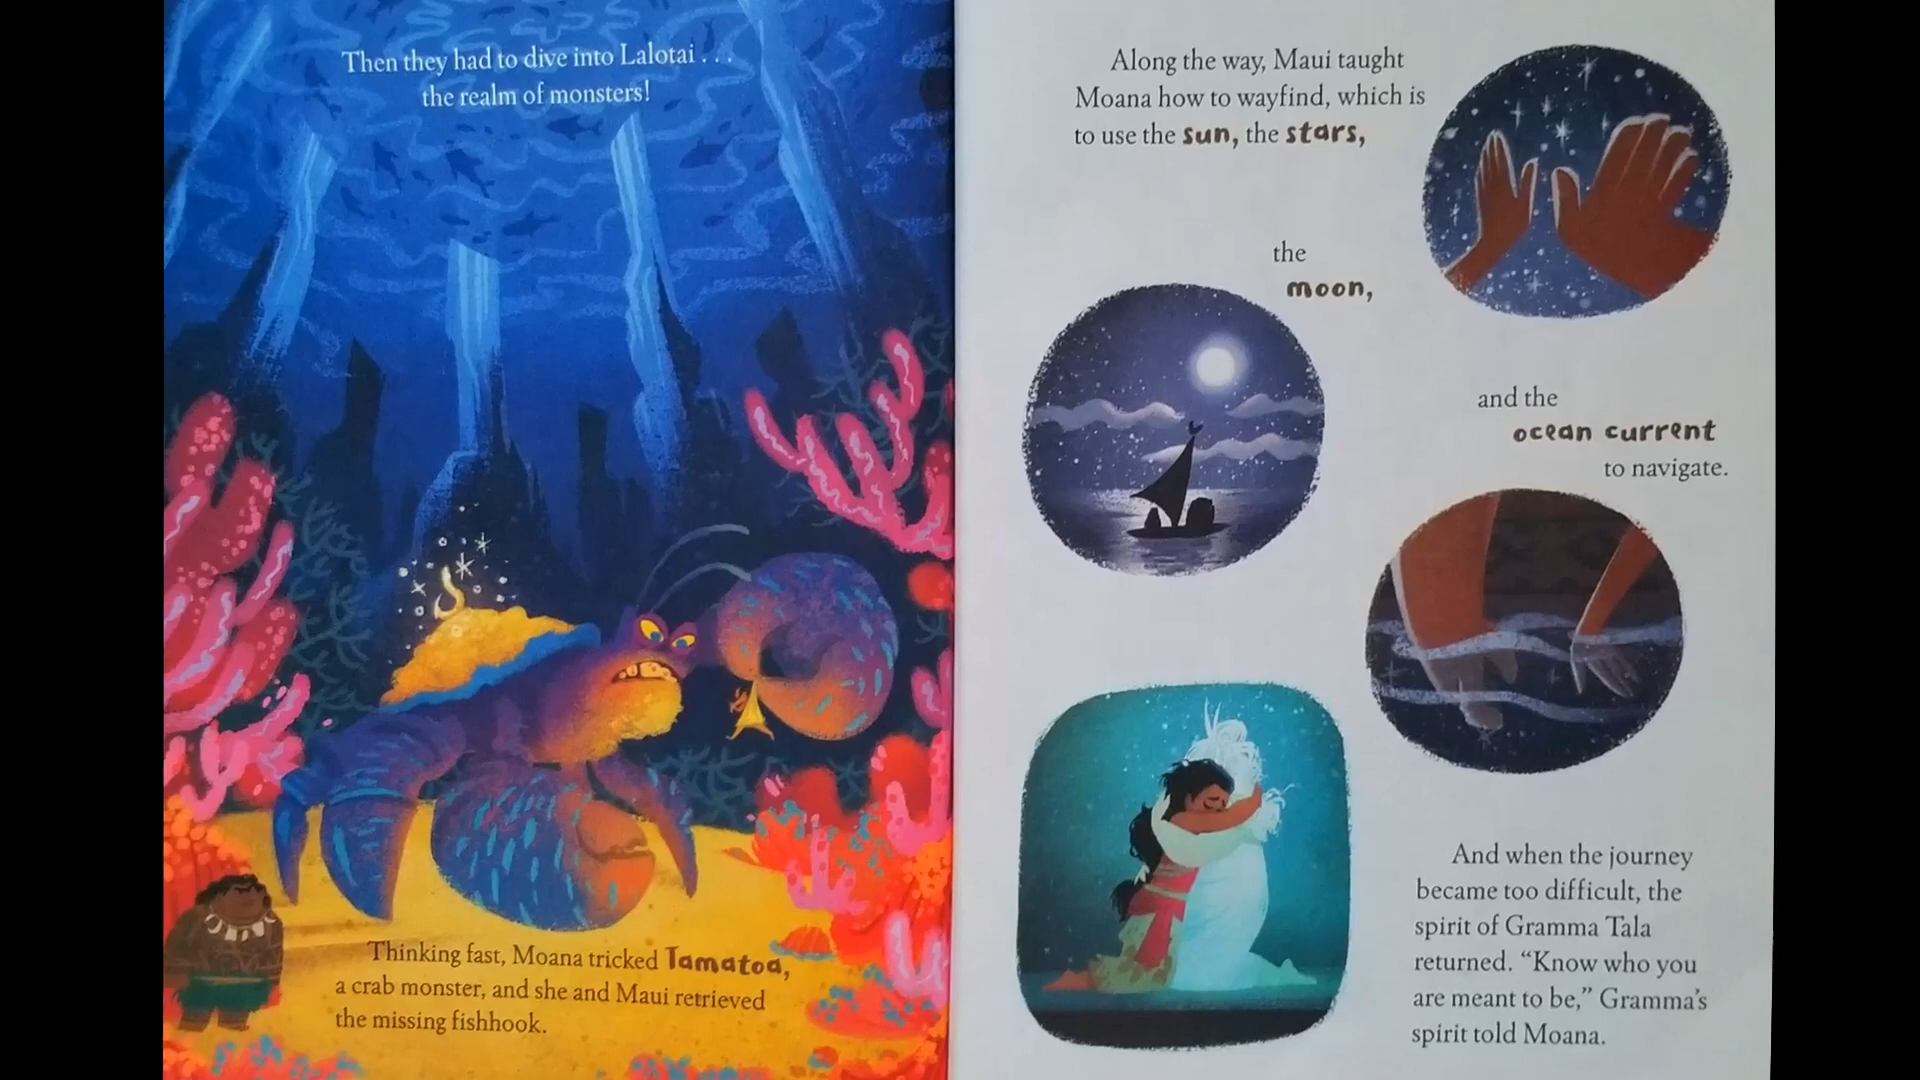 Then they had to dive into Lalotai . . .
the realm of monsters!
Thinking fast, Moana tricked Tamatoa,
a crab monster, and she and Maui retrieved
the missing fishhook.
Along the way, Maui taught
Moana how to wayfind, which is
to use the sun, the stars,
the
moon,
and the
ocean current
to navigate.
And when the journey
became too difficult, the
spirit of Gramma Tala
returned. “Know who you
are meant to be,” Gramma’s
spirit told Moana.